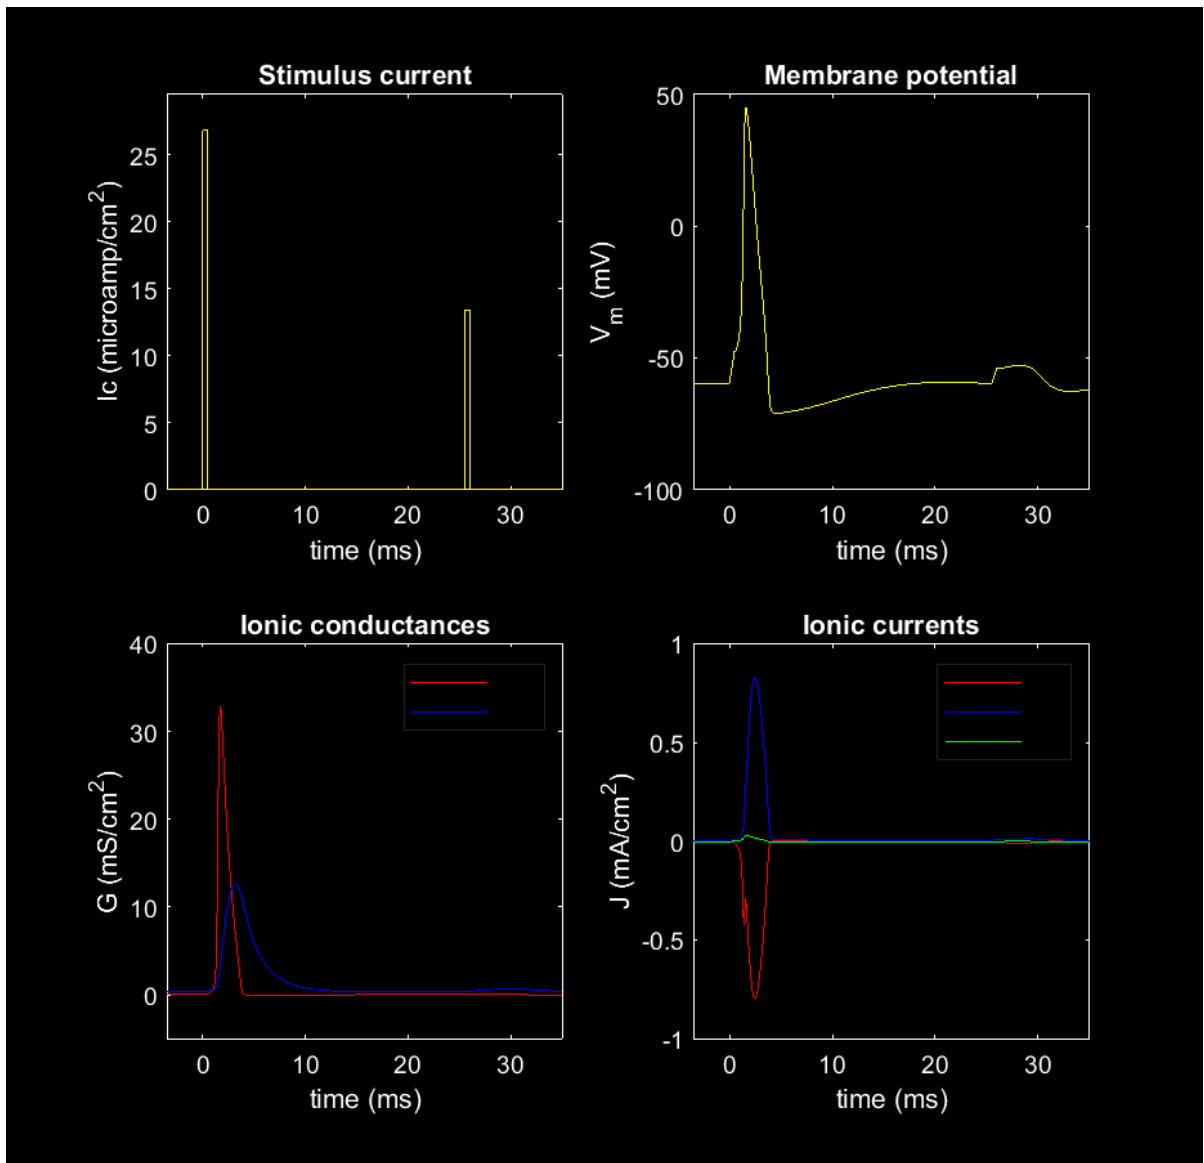 Stimulus current
Ic (microamp/cm²)
25
20
15
10
5
0
0 10 20 30
time (ms)
Membrane potential
V_m (mV)
50
0
-50
-100
0 10 20 30
time (ms)
Ionic conductances
G (mS/cm²)
40
30
20
10
0
0 10 20 30
time (ms)
Ionic currents
J (mA/cm²)
1
0.5
0
-0.5
-1
0 10 20 30
time (ms)